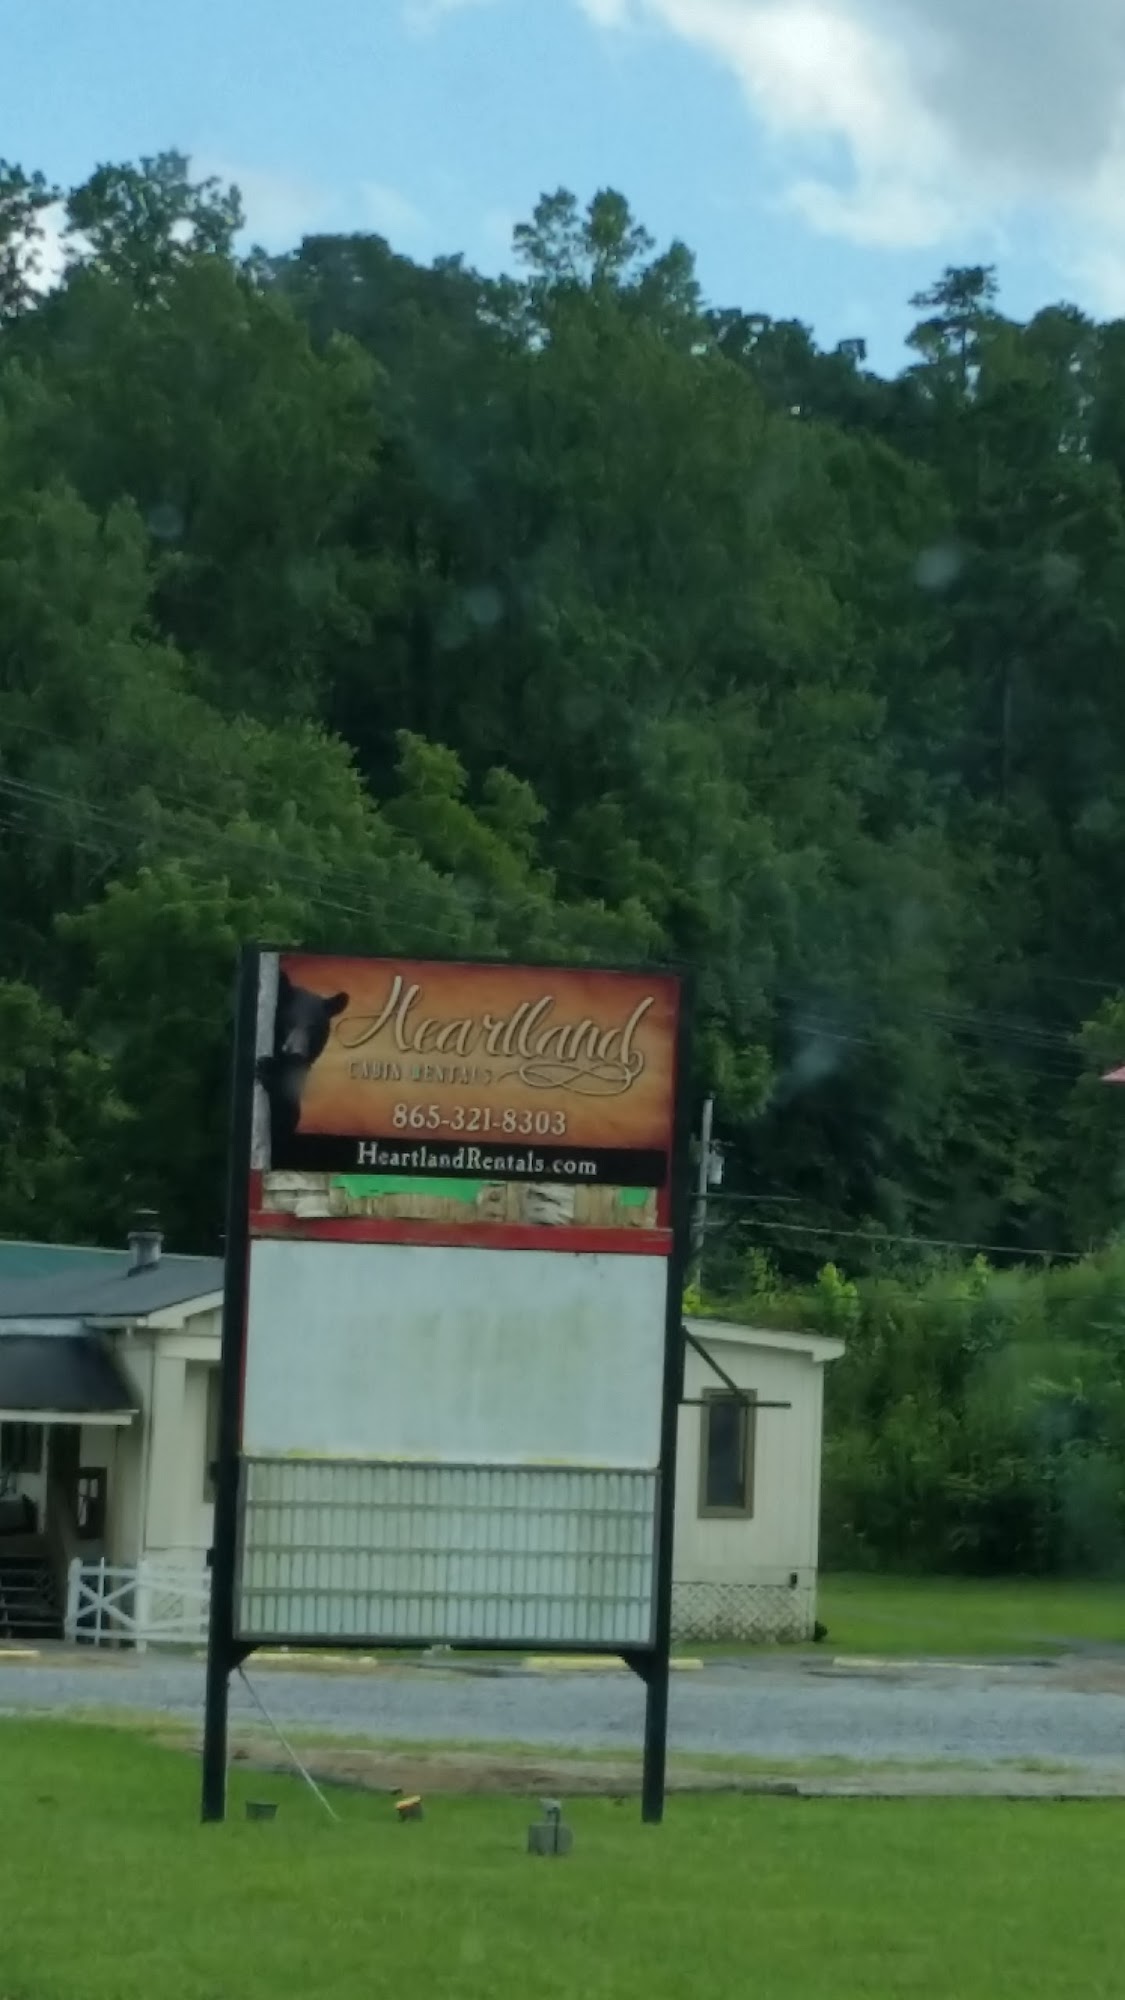 Heartland
CABIN RENTALS
865-321-8303
HeartlandRentals.com